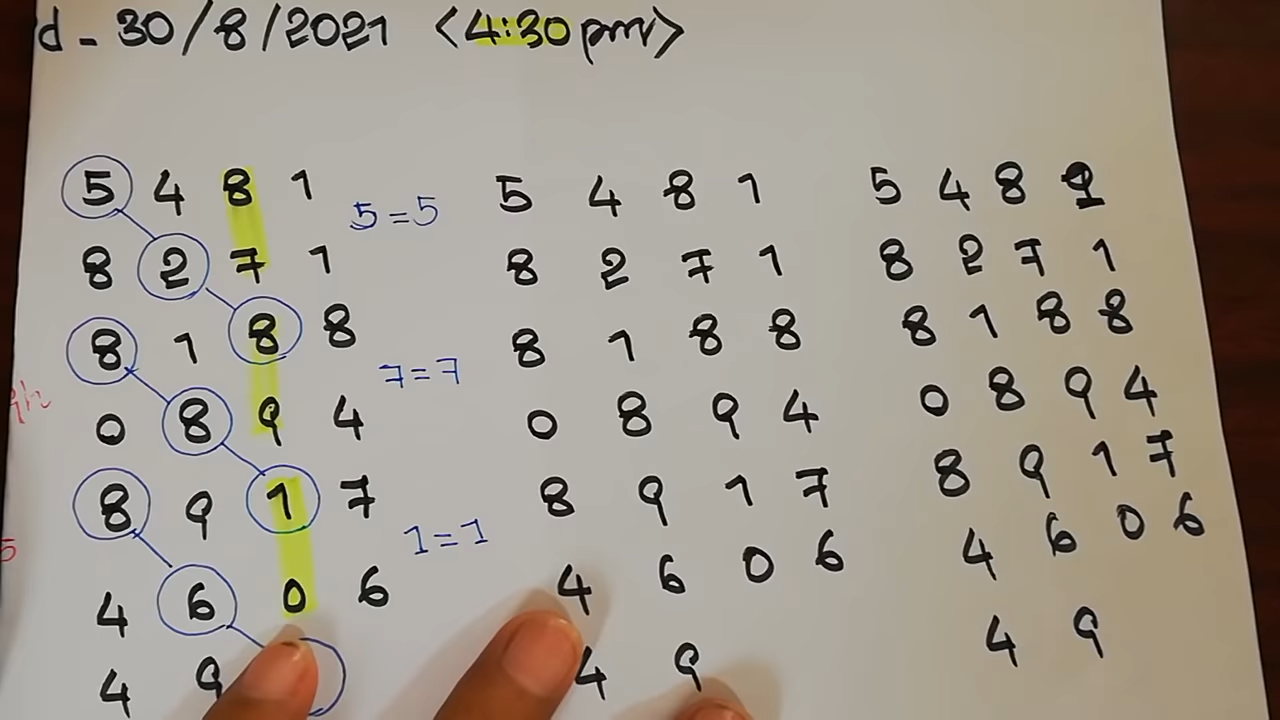 d - 30/8/2021 <4:30pm>
5 4 8 1 5=5 5 4 8 1 5 4 8 1
8 2 7 1 8 2 7 1 8 2 7 1
8 1 8 8 7=7 8 1 8 8 8 1 8 8
0 8 9 4 0 8 9 4 0 8 9 4
8 9 1 7 1=1 8 9 1 7 8 9 1 7
4 6 0 6 4 6 0 6 4 6 0 6
4 9 4 9 4 9
5